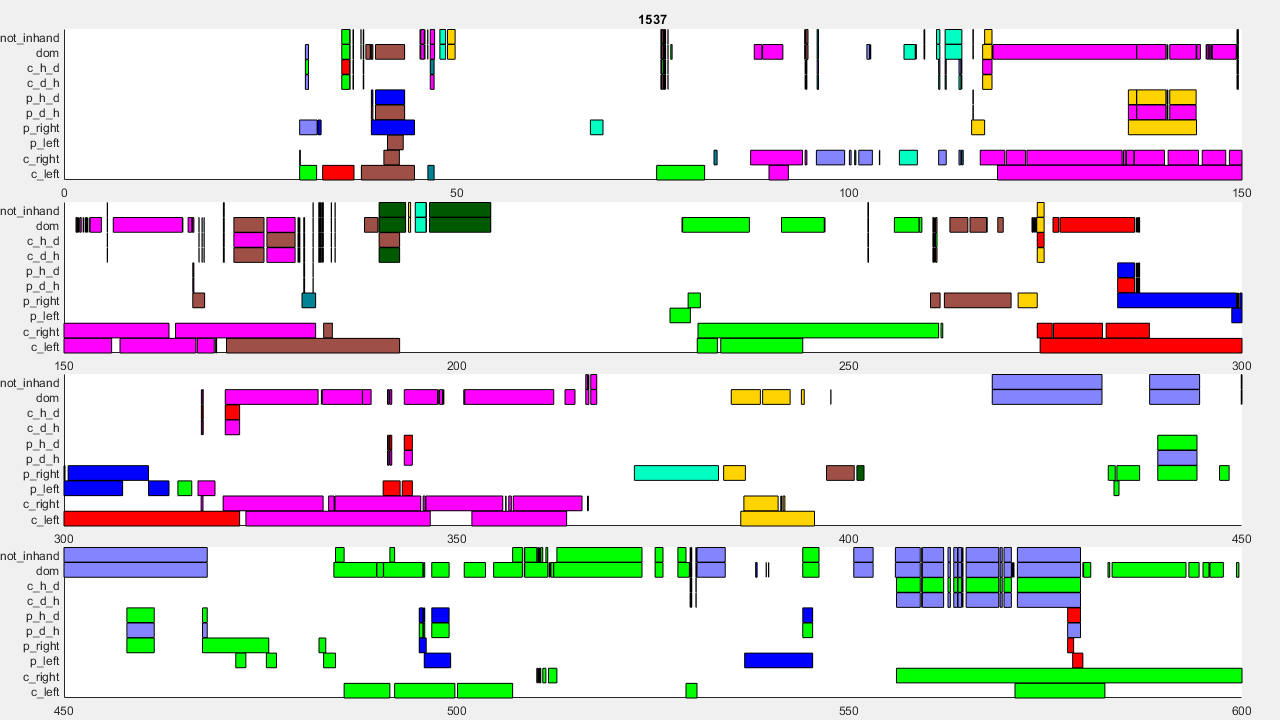 1537
not_inhand
dom
c_h_d
c_d_h
p_h_d
p_d_h
p_right
p_left
c_right
c_left
0 50 100 150
not_inhand
dom
c_h_d
c_d_h
p_h_d
p_d_h
p_right
p_left
c_right
c_left
150 200 250 300
not_inhand
dom
c_h_d
c_d_h
p_h_d
p_d_h
p_right
p_left
c_right
c_left
300 350 400 450
not_inhand
dom
c_h_d
c_d_h
p_h_d
p_d_h
p_right
p_left
c_right
c_left
450 500 550 600